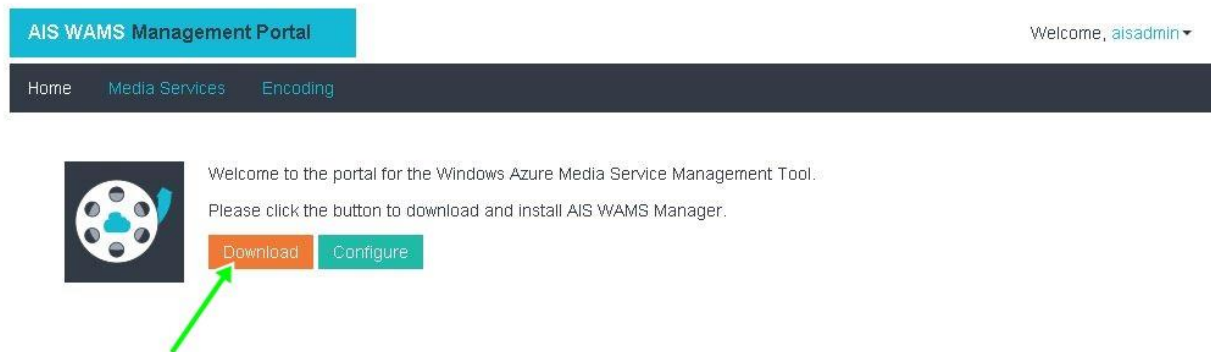 AIS WAMS Management Portal
Welcome, aisadmin
Home Media Services Encoding
Welcome to the portal for the Windows Azure Media Service Management Tool.
Please click the button to download and install AIS WAMS Manager.
Download Configure